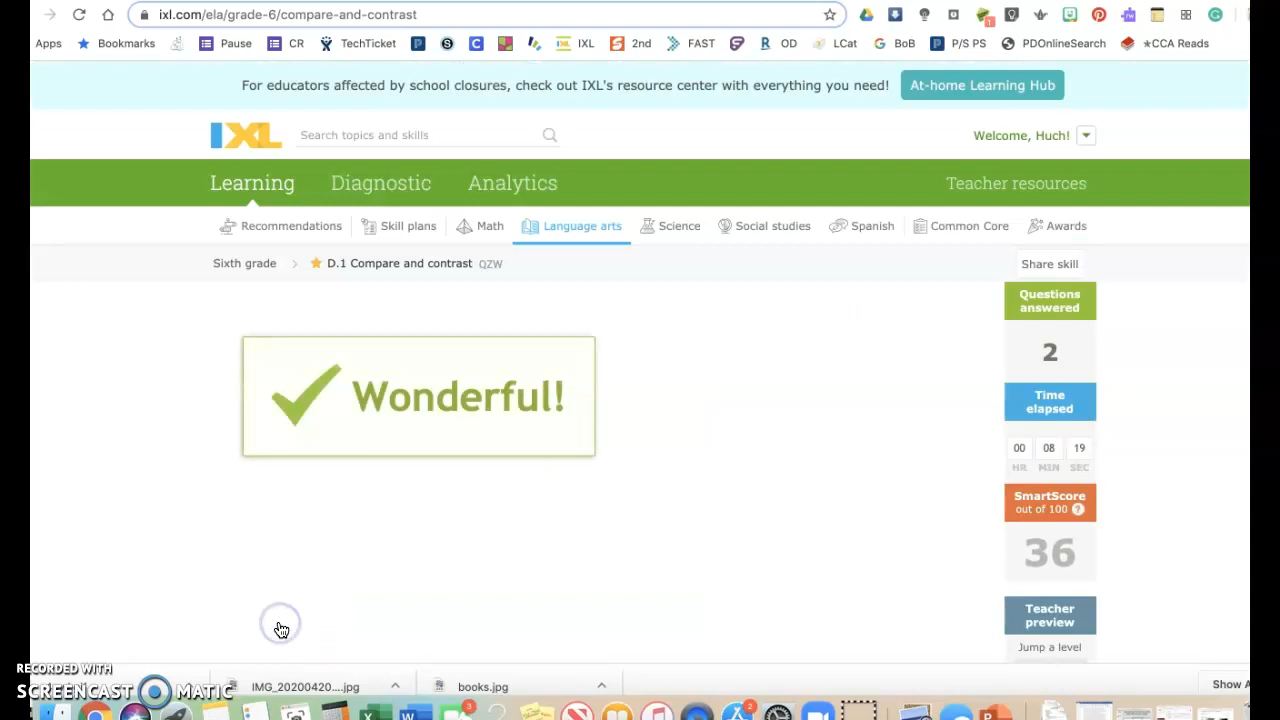 ixl.com/ela/grade-6/compare-and-contrast
1
Apps Bookmarks Pause CR TechTicket IXL 2nd FAST OD LCat BoB P/S PS PDOnlineSearch ★CCA Reads
For educators affected by school closures, check out IXL's resource center with everything you need! At-home Learning Hub
IXL Search topics and skills Welcome, Huch!
Learning Diagnostic Analytics Teacher resources
Recommendations Skill plans Math Language arts Science Social studies Spanish Common Core Awards
Sixth grade > D.1 Compare and contrast QZW Share skill
Questions
answered
2
Wonderful!
Time
elapsed
00 08 19
HR MIN SEC
SmartScore
out of 100 ?
36
Teacher
preview
Jump a level
RECORDED WITH
SCREENCAST MATIC
IMG_20200420....jpg books.jpg Show A
3 2